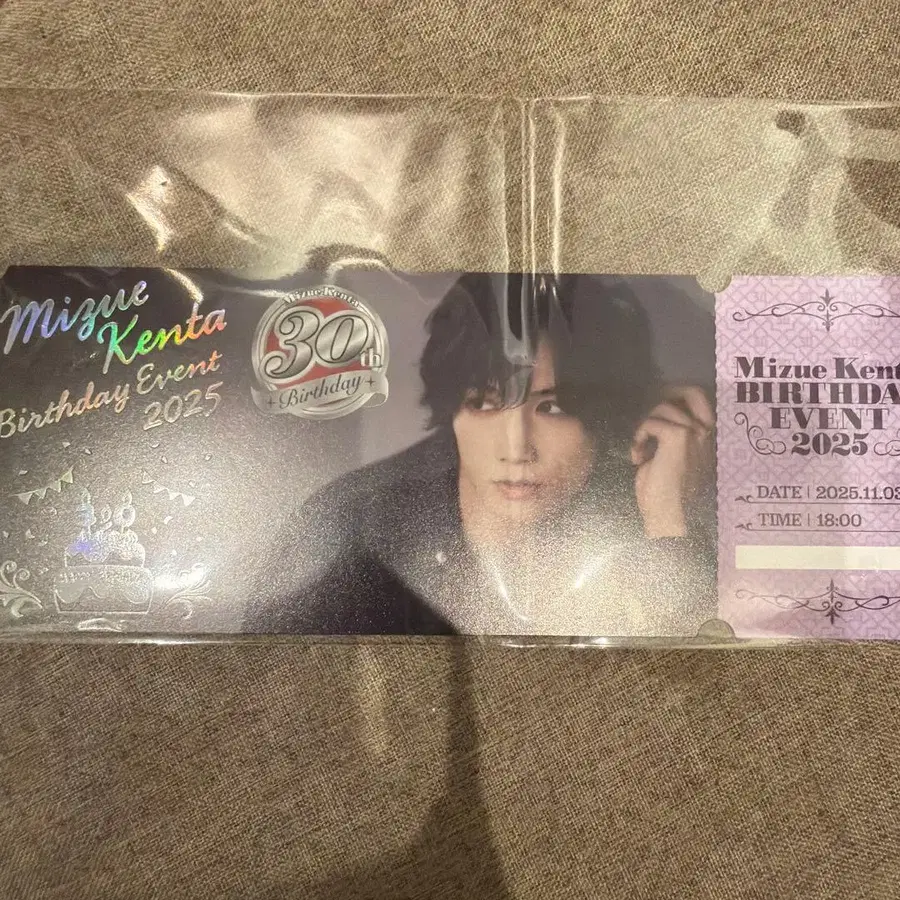 Mizue
Kenta
Birthday Event
2025
Mizue Kenta
30th
Birthday
Mizue Kent
BIRTHDA
EVENT
2025
DATE | 2025.11.03
TIME | 18:00